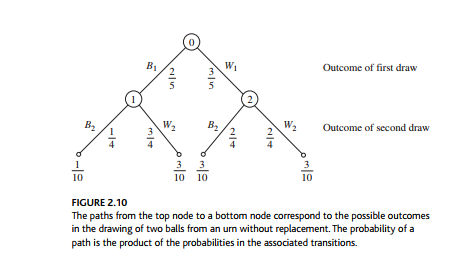 0
B₁ 2/5 3/5 W₁ Outcome of first draw
1 2
B₂ 1/4 3/4 W₂ B₂ 2/4 2/4 W₂ Outcome of second draw
1/10 3/10 3/10 3/10
FIGURE 2.10
The paths from the top node to a bottom node correspond to the possible outcomes
in the drawing of two balls from an urn without replacement. The probability of a
path is the product of the probabilities in the associated transitions.